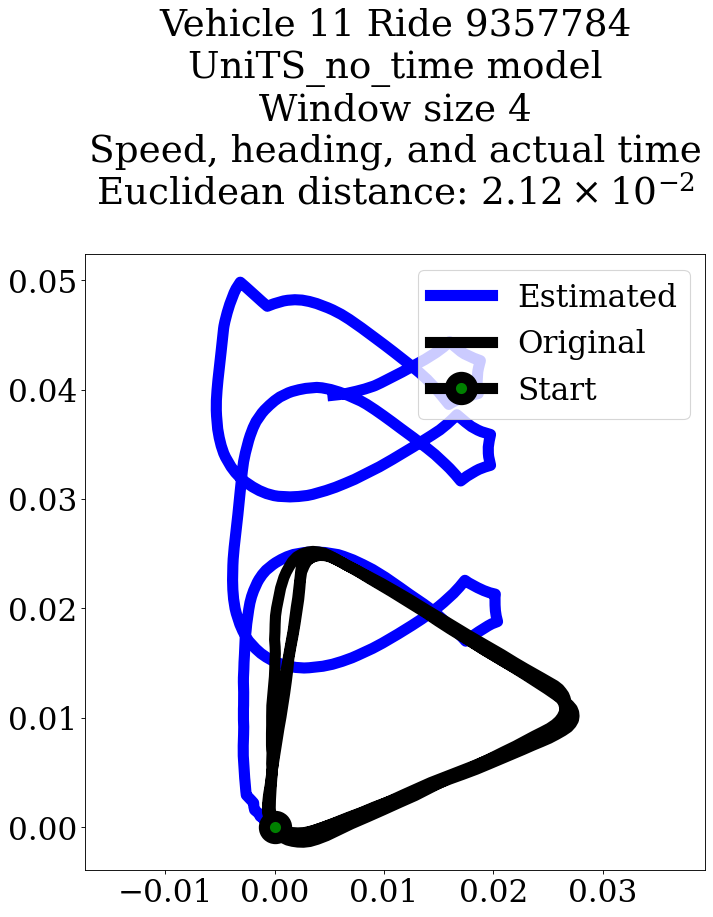 Vehicle 11 Ride 9357784
UniTS_no_time model
Window size 4
Speed, heading, and actual time
Euclidean distance: 2.12 × 10⁻²
Estimated
Original
Start
0.05
0.04
0.03
0.02
0.01
0.00
−0.01 0.00 0.01 0.02 0.03